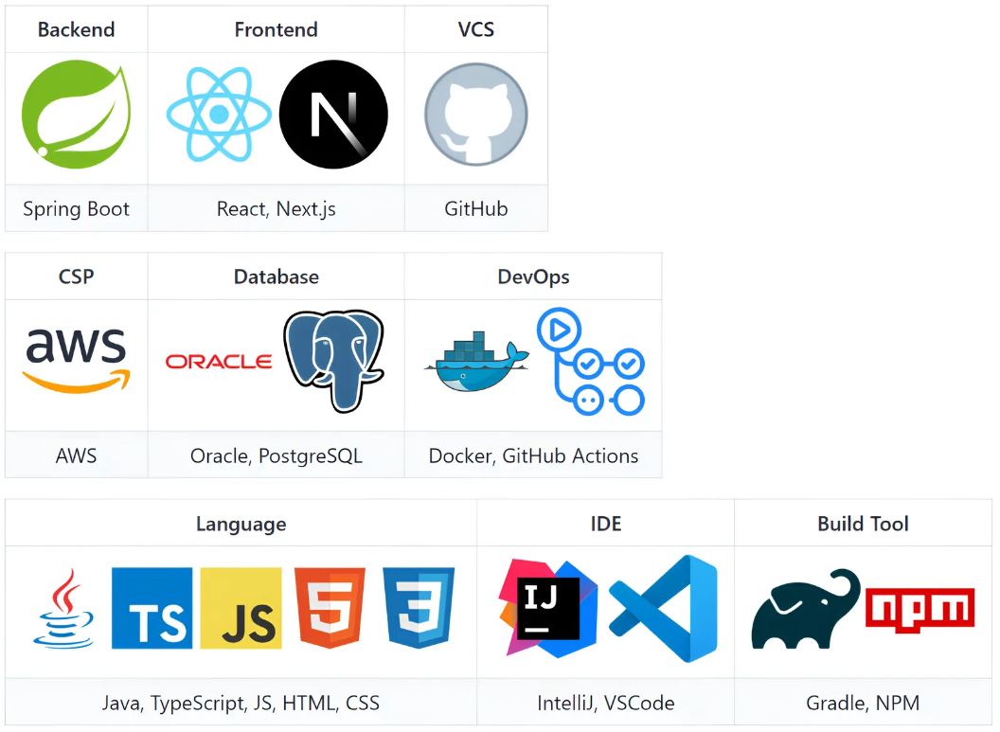 Backend Frontend VCS
N
Spring Boot React, Next.js GitHub
CSP Database DevOps
aws ORACLE
AWS Oracle, PostgreSQL Docker, GitHub Actions
Language IDE Build Tool
TS JS 5 3 IJ npm
Java, TypeScript, JS, HTML, CSS IntelliJ, VSCode Gradle, NPM